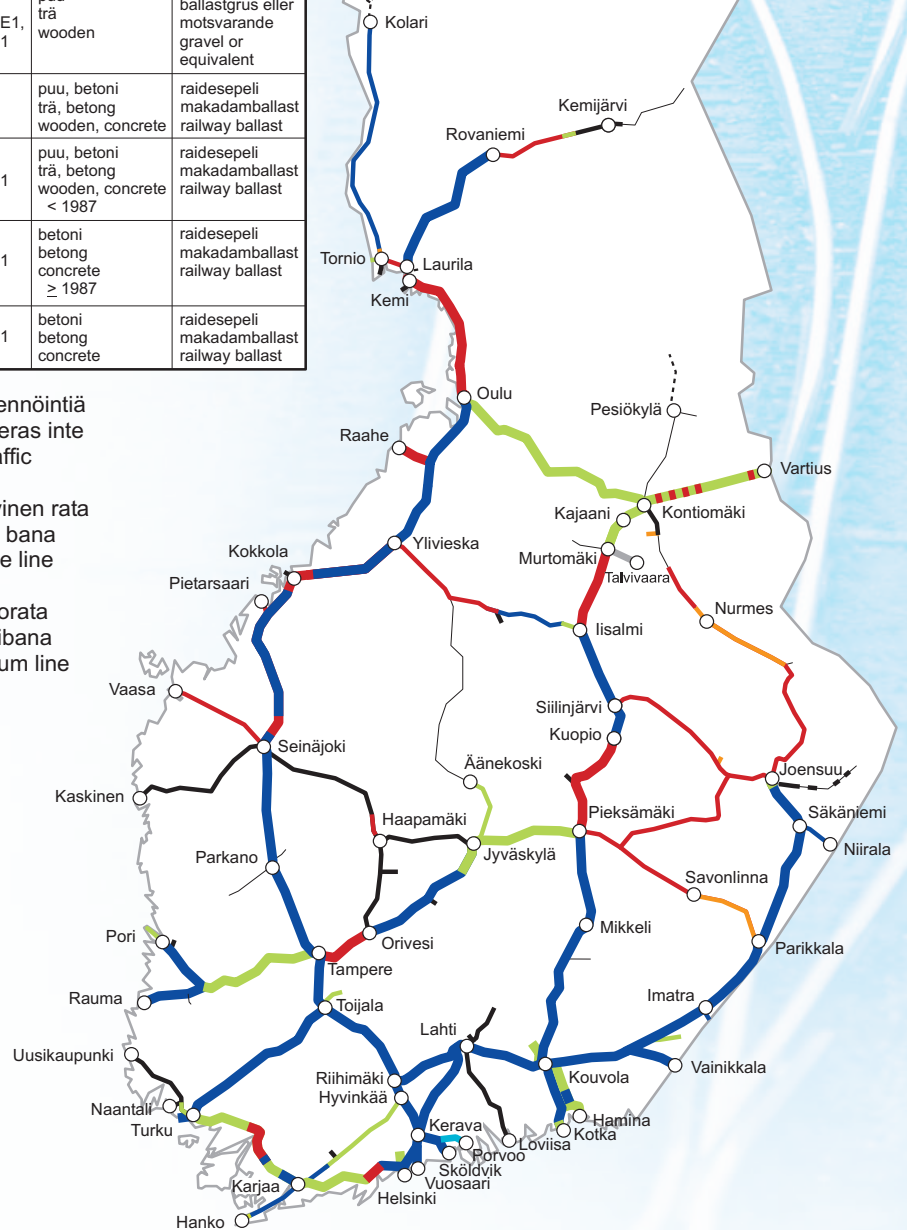 E1,
1
trä
wooden
ballastgrus eller
motsvarande
gravel or
equivalent
puu, betoni
trä, betong
wooden, concrete
raidesepeli
makadamballast
railway ballast
1
puu, betoni
trä, betong
wooden, concrete
< 1987
raidesepeli
makadamballast
railway ballast
1
betoni
betong
concrete
≥ 1987
raidesepeli
makadamballast
railway ballast
1
betoni
betong
concrete
raidesepeli
makadamballast
railway ballast
ennöintiä
eras inte
affic
vinen rata
bana
e line
orata
ibana
um line
Kolari
Kemijärvi
Rovaniemi
Tornio
Laurila
Kemi
Oulu
Pesiökylä
Raahe
Vartius
Kajaani
Kontiomäki
Ylivieska
Murtomäki
Talvivaara
Kokkola
Pietarsaari
Nurmes
Iisalmi
Vaasa
Siilinjärvi
Kuopio
Seinäjoki
Joensuu
Äänekoski
Kaskinen
Pieksämäki
Säkäniemi
Haapamäki
Jyväskylä
Niirala
Parkano
Savonlinna
Mikkeli
Pori
Orivesi
Parikkala
Tampere
Rauma
Imatra
Toijala
Lahti
Uusikaupunki
Vainikkala
Riihimäki
Kouvola
Hyvinkää
Naantali
Hamina
Turku
Kerava
Kotka
Loviisa
Porvoo
Sköldvik
Vuosaari
Karjaa
Helsinki
Hanko